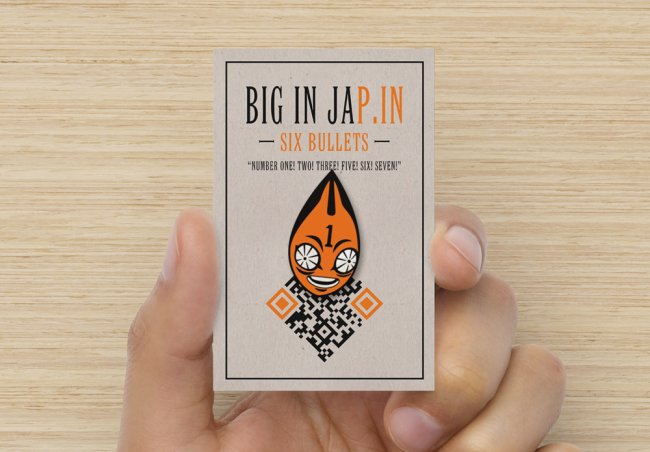 BIG IN JAP.IN
— SIX BULLETS —
"NUMBER ONE! TWO! THREE! FIVE! SIX! SEVEN!"
1